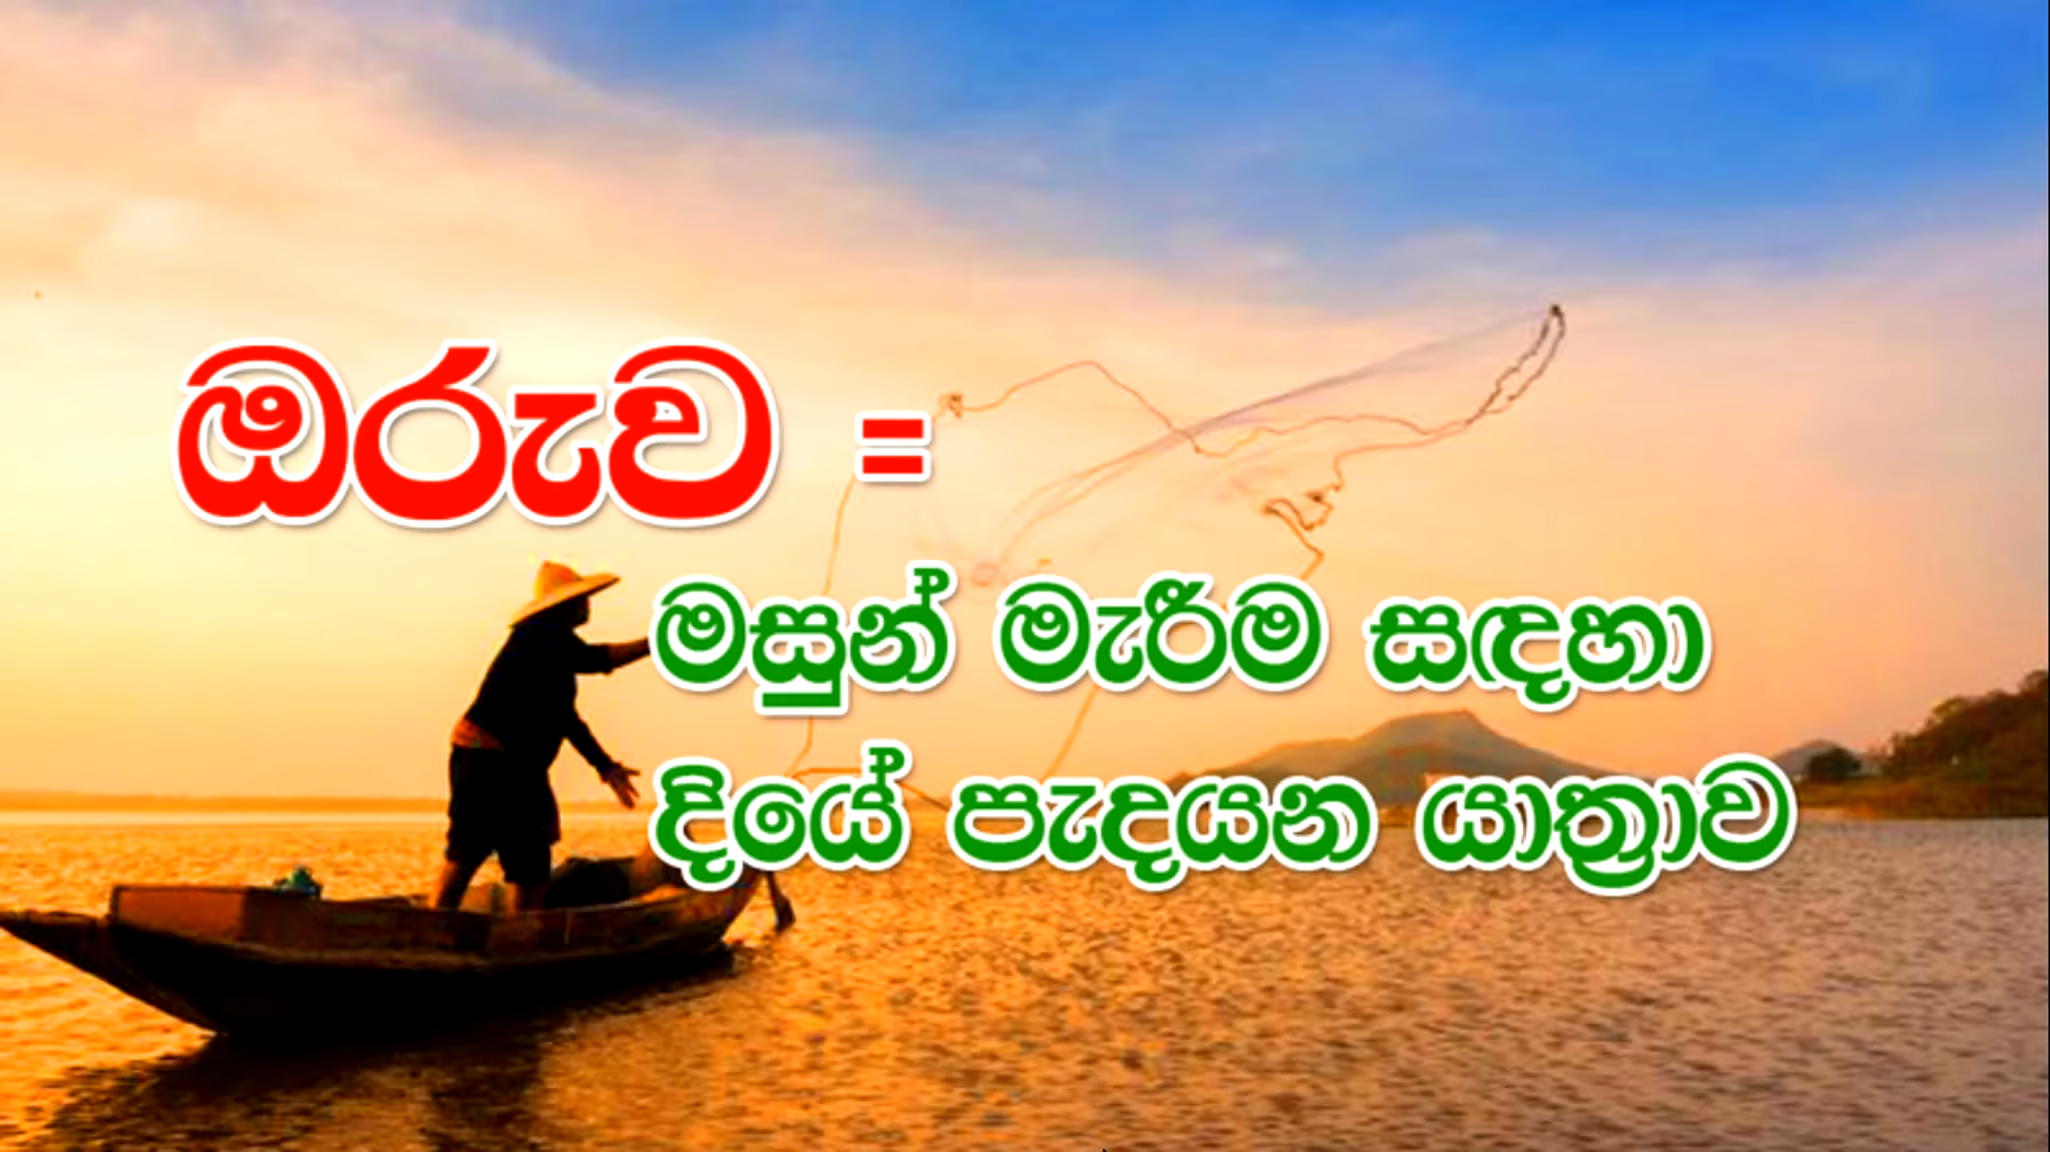 ඔරුව =
මසුන් මැරීම සඳහා
දියේ පැදයන යාත්‍රාව